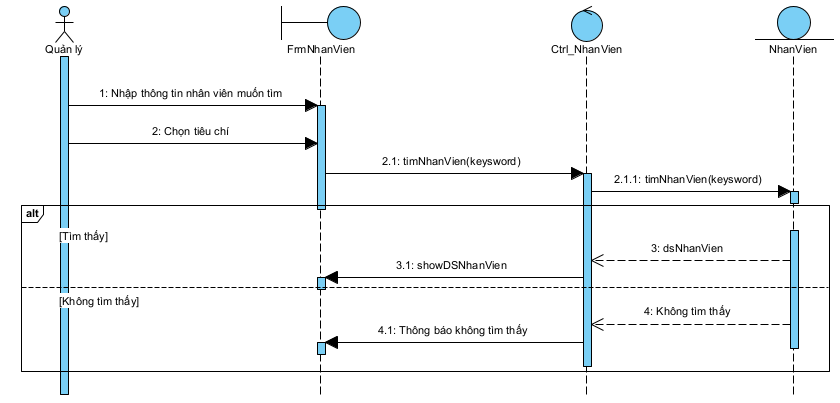 Quản lý
FrmNhanVien
Ctrl_NhanVien
NhanVien
1: Nhập thông tin nhân viên muốn tìm
2: Chọn tiêu chí
2.1: timNhanVien(keysword)
2.1.1: timNhanVien(keyword)
alt
[Tìm thấy]
3: dsNhanVien
3.1: showDSNhanVien
[Không tìm thấy]
4: Không tìm thấy
4.1: Thông báo không tìm thấy